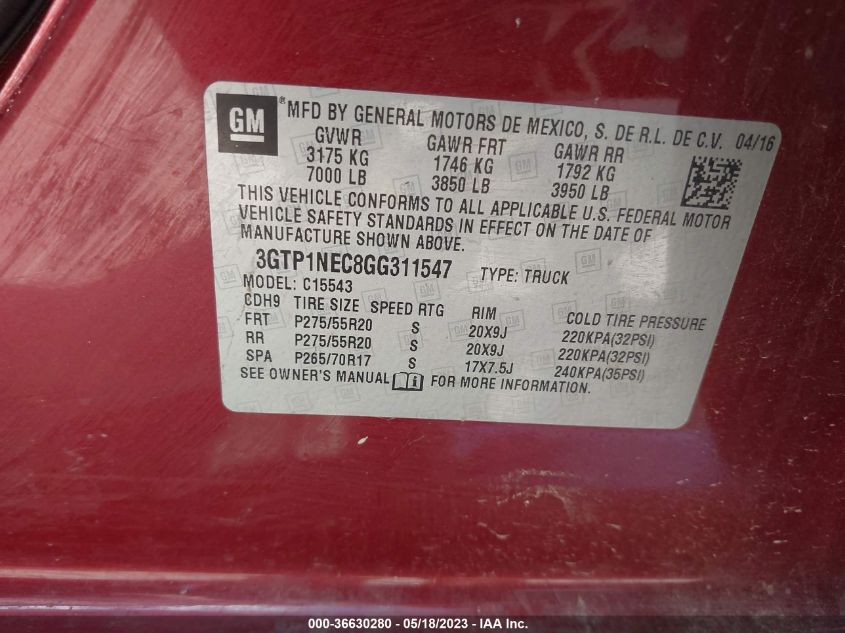 GM
*MFD BY GENERAL MOTORS DE MEXICO, S. DE R.L. DE C.V. 04/16
GVWR GAWR FRT GAWR RR
3175 KG 1746 KG 1792 KG
7000 LB 3850 LB 3950 LB
THIS VEHICLE CONFORMS TO ALL APPLICABLE U.S. FEDERAL MOTOR
VEHICLE SAFETY STANDARDS IN EFFECT ON THE DATE OF
MANUFACTURE SHOWN ABOVE.
3GTP1NEC8GG311547 TYPE: TRUCK
MODEL: C15543
CDH9 TIRE SIZE SPEED RTG RIM COLD TIRE PRESSURE
FRT P275/55R20 S 20X9J 220KPA(32PSI)
RR P275/55R20 S 20X9J 220KPA(32PSI)
SPA P265/70R17 S 17X7.5J 240KPA(35PSI)
SEE OWNER'S MANUAL FOR MORE INFORMATION.
000-36630280 - 05/18/2023 - IAA Inc.